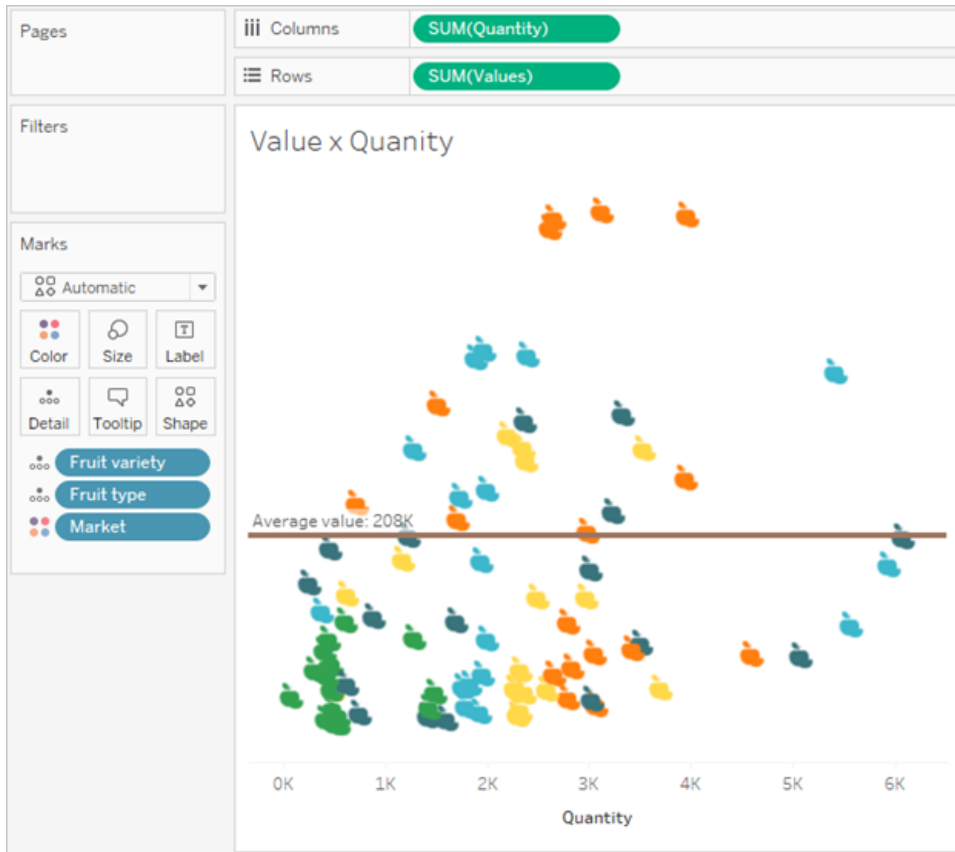 Pages
Columns
SUM(Quantity)
Rows
SUM(Values)
Filters
Value x Quanity
Marks
Automatic
Color Size Label
Detail Tooltip Shape
Fruit variety
Fruit type
Market
Average value: 208K
0K 1K 2K 3K 4K 5K 6K
Quantity